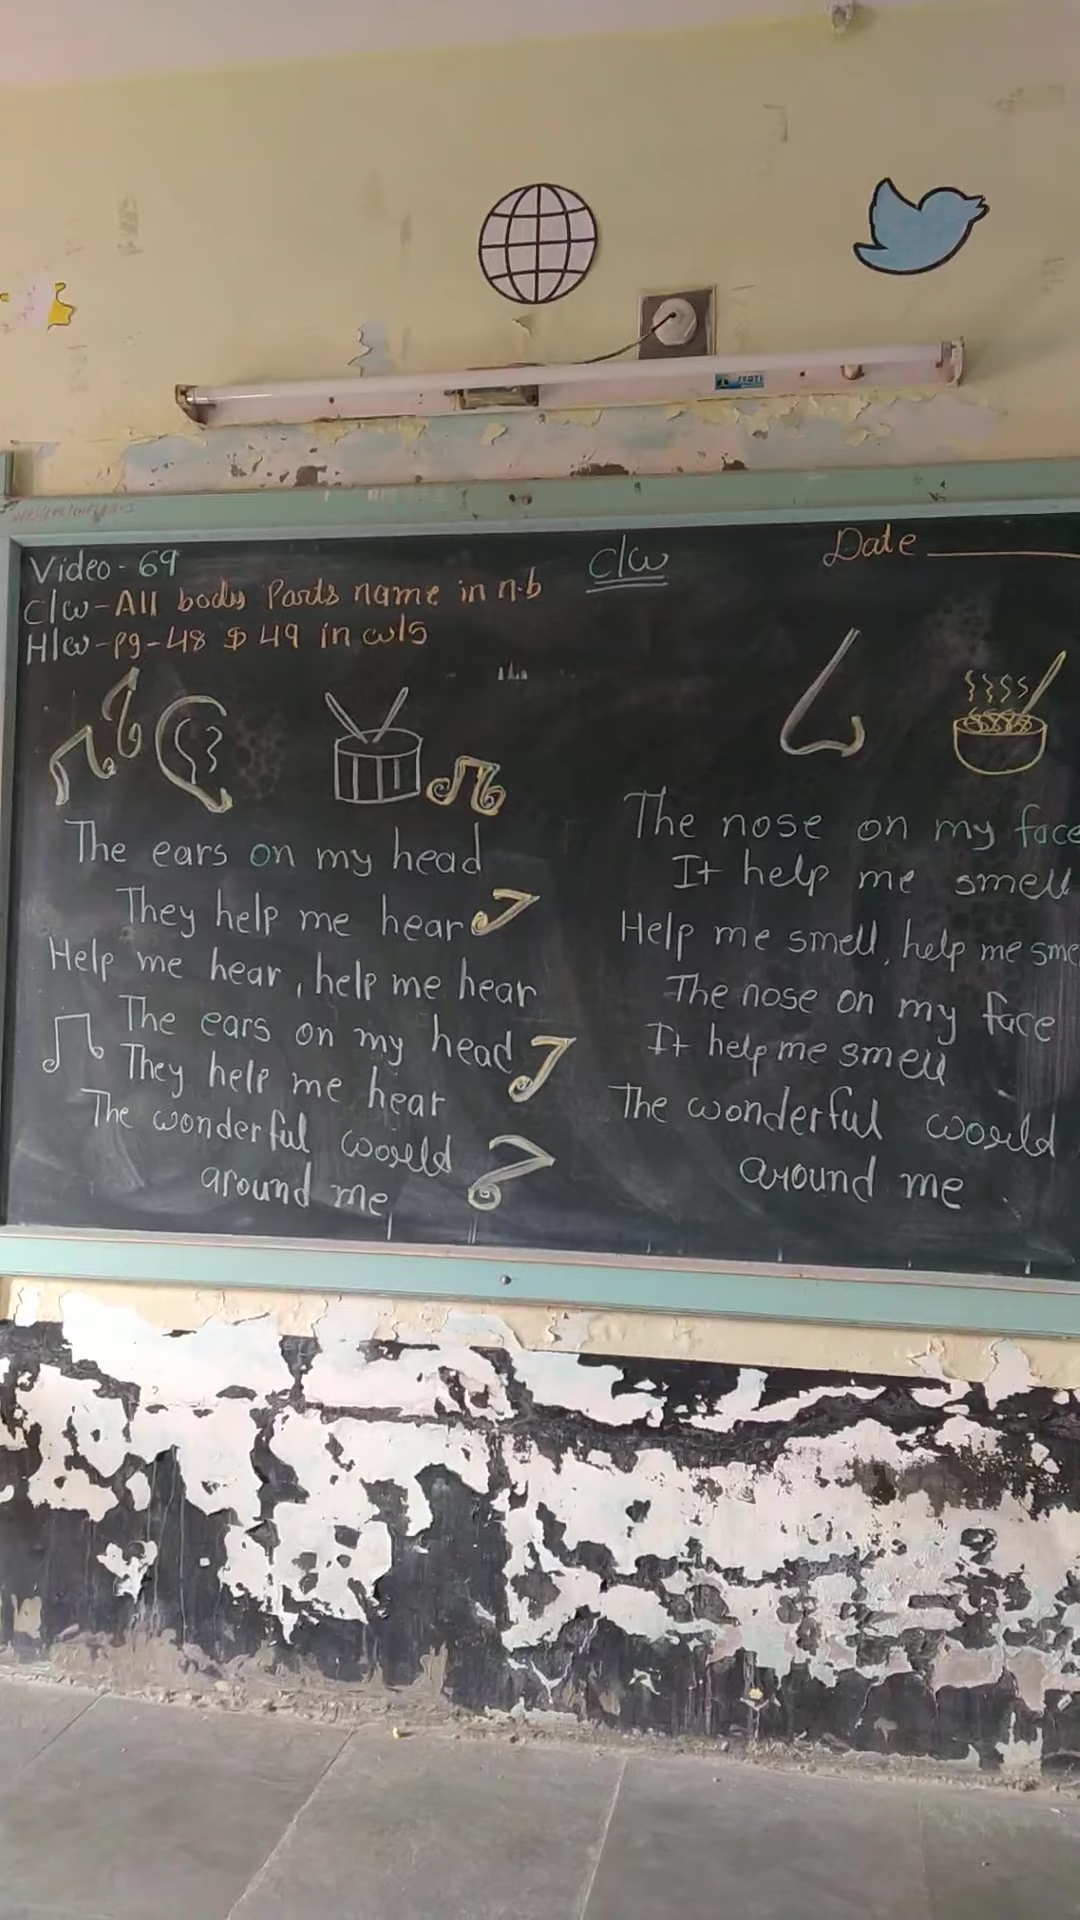 JYOTI
Video - 69
C/w
Date
C/w - All body Parts name in n.b
H/w - pg - 48 $ 49 in w/s
The ears on my head
They help me hear
Help me hear, help me hear
The ears on my head
They help me hear
The wonderful world
around me
The nose on my face
It help me smell
Help me smell, help me sme
The nose on my face
It help me smell
The wonderful world
around me